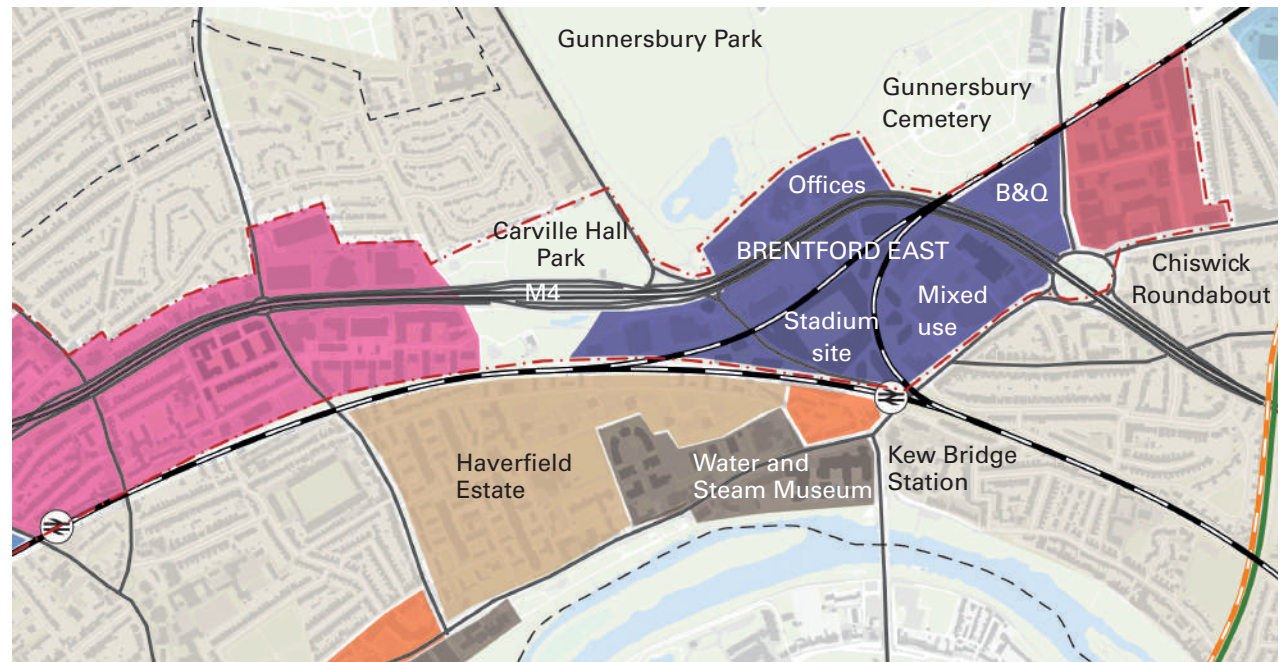 Gunnersbury Park
Gunnersbury
Cemetery
Offices
B&Q
Carville Hall
Park
BRENTFORD EAST
M4
Chiswick
Roundabout
Mixed
use
Stadium
site
Haverfield
Estate
Water and
Steam Museum
Kew Bridge
Station